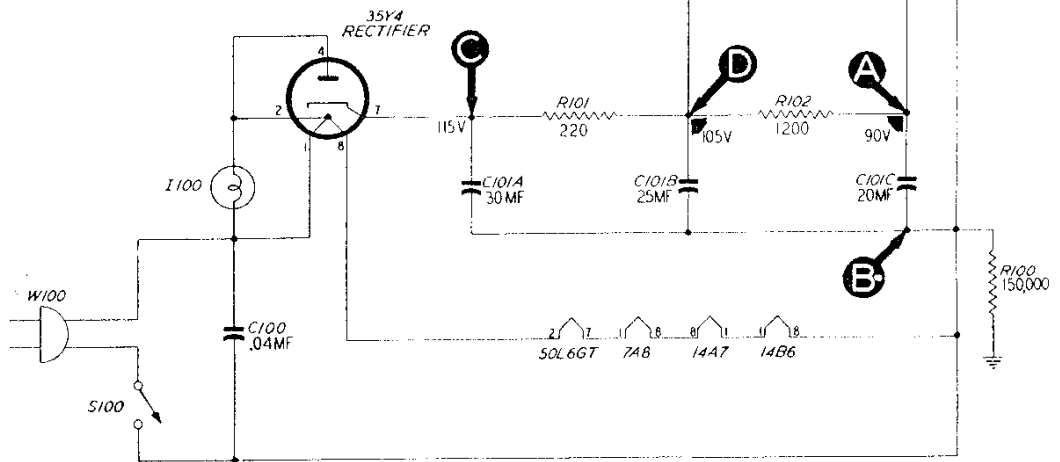 35Y4
RECTIFIER
4
2
7
1
8
C
115V
R101
220
D
105V
R102
1200
A
90V
I100
C101A
30MF
C101B
25MF
C101C
20MF
B
R100
150,000
W100
C100
.04MF
S100
2 7
50L6GT
1 8
7A8
8 1
14A7
1 8
14B6